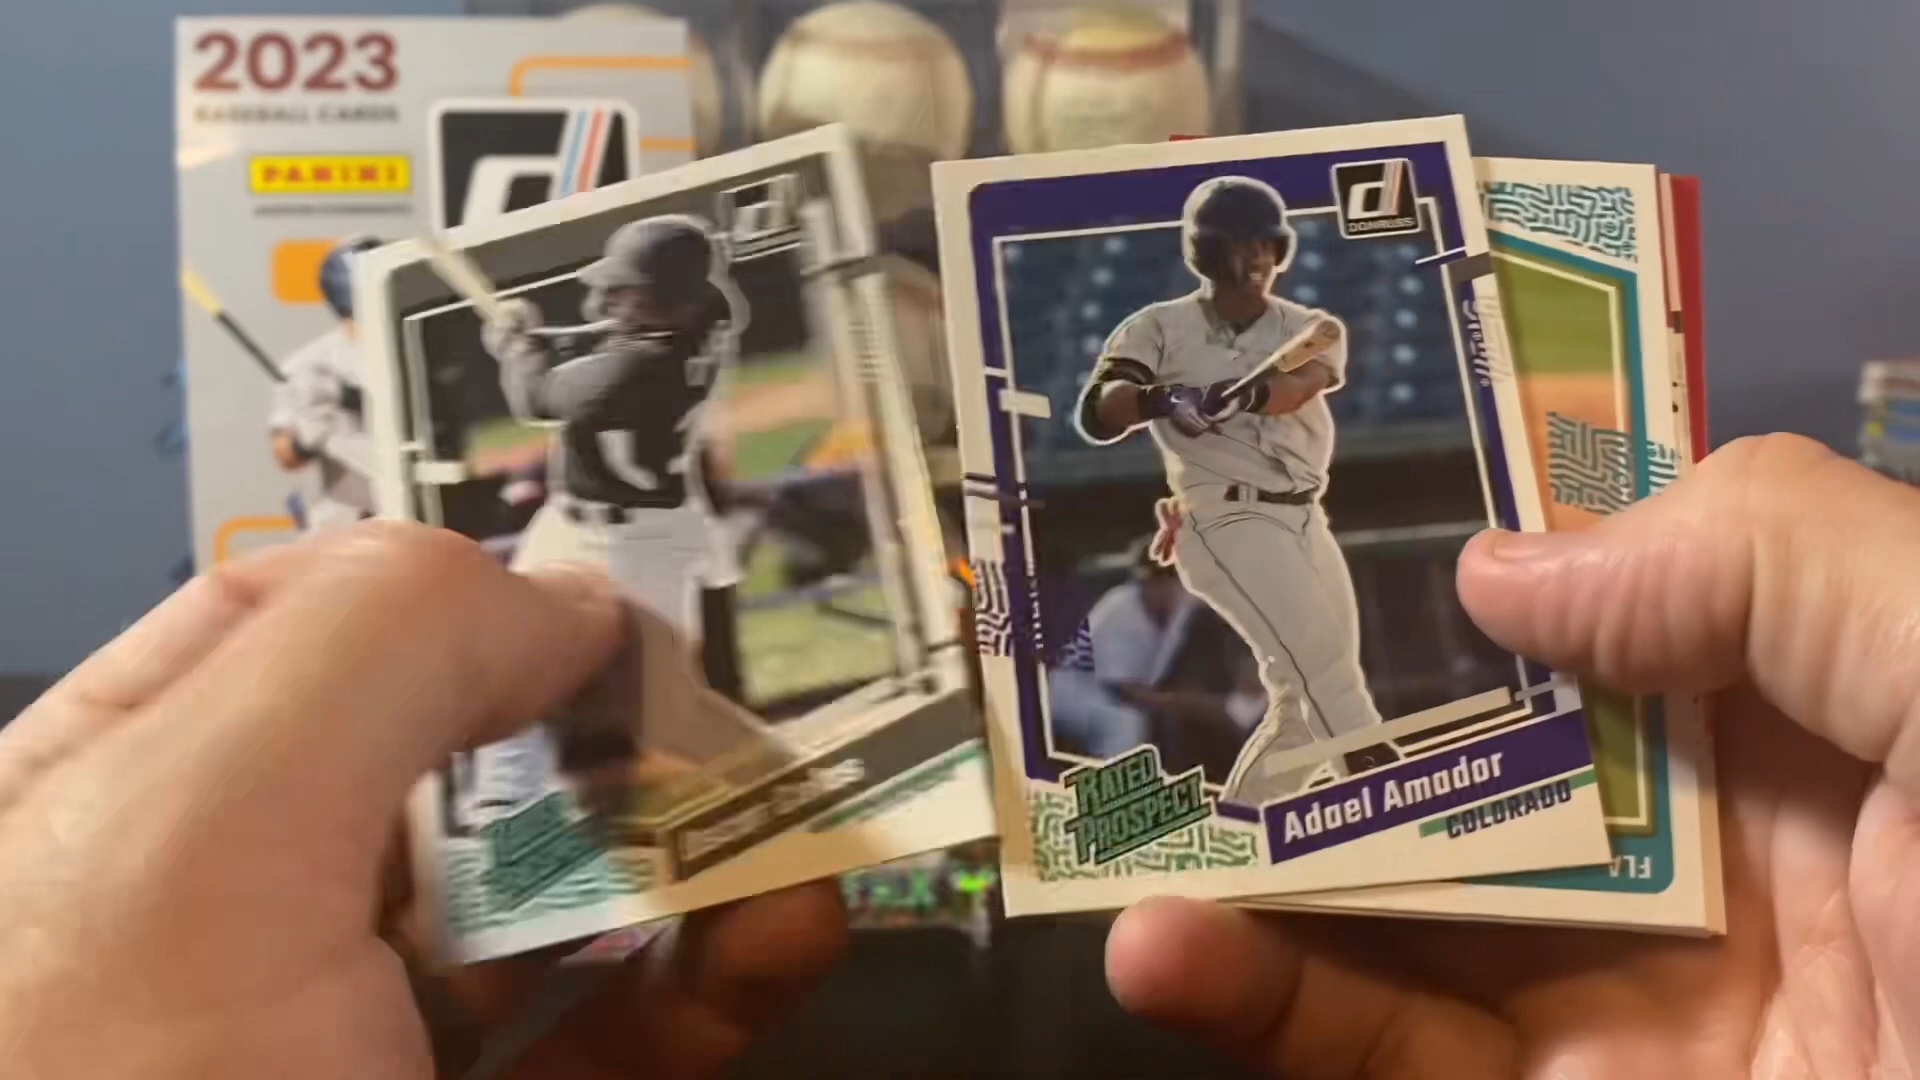 2023
BASEBALL CARDS
PANINI
DONRUSS
RATED
PROSPECT
Adael Amador
COLORADO
FLA